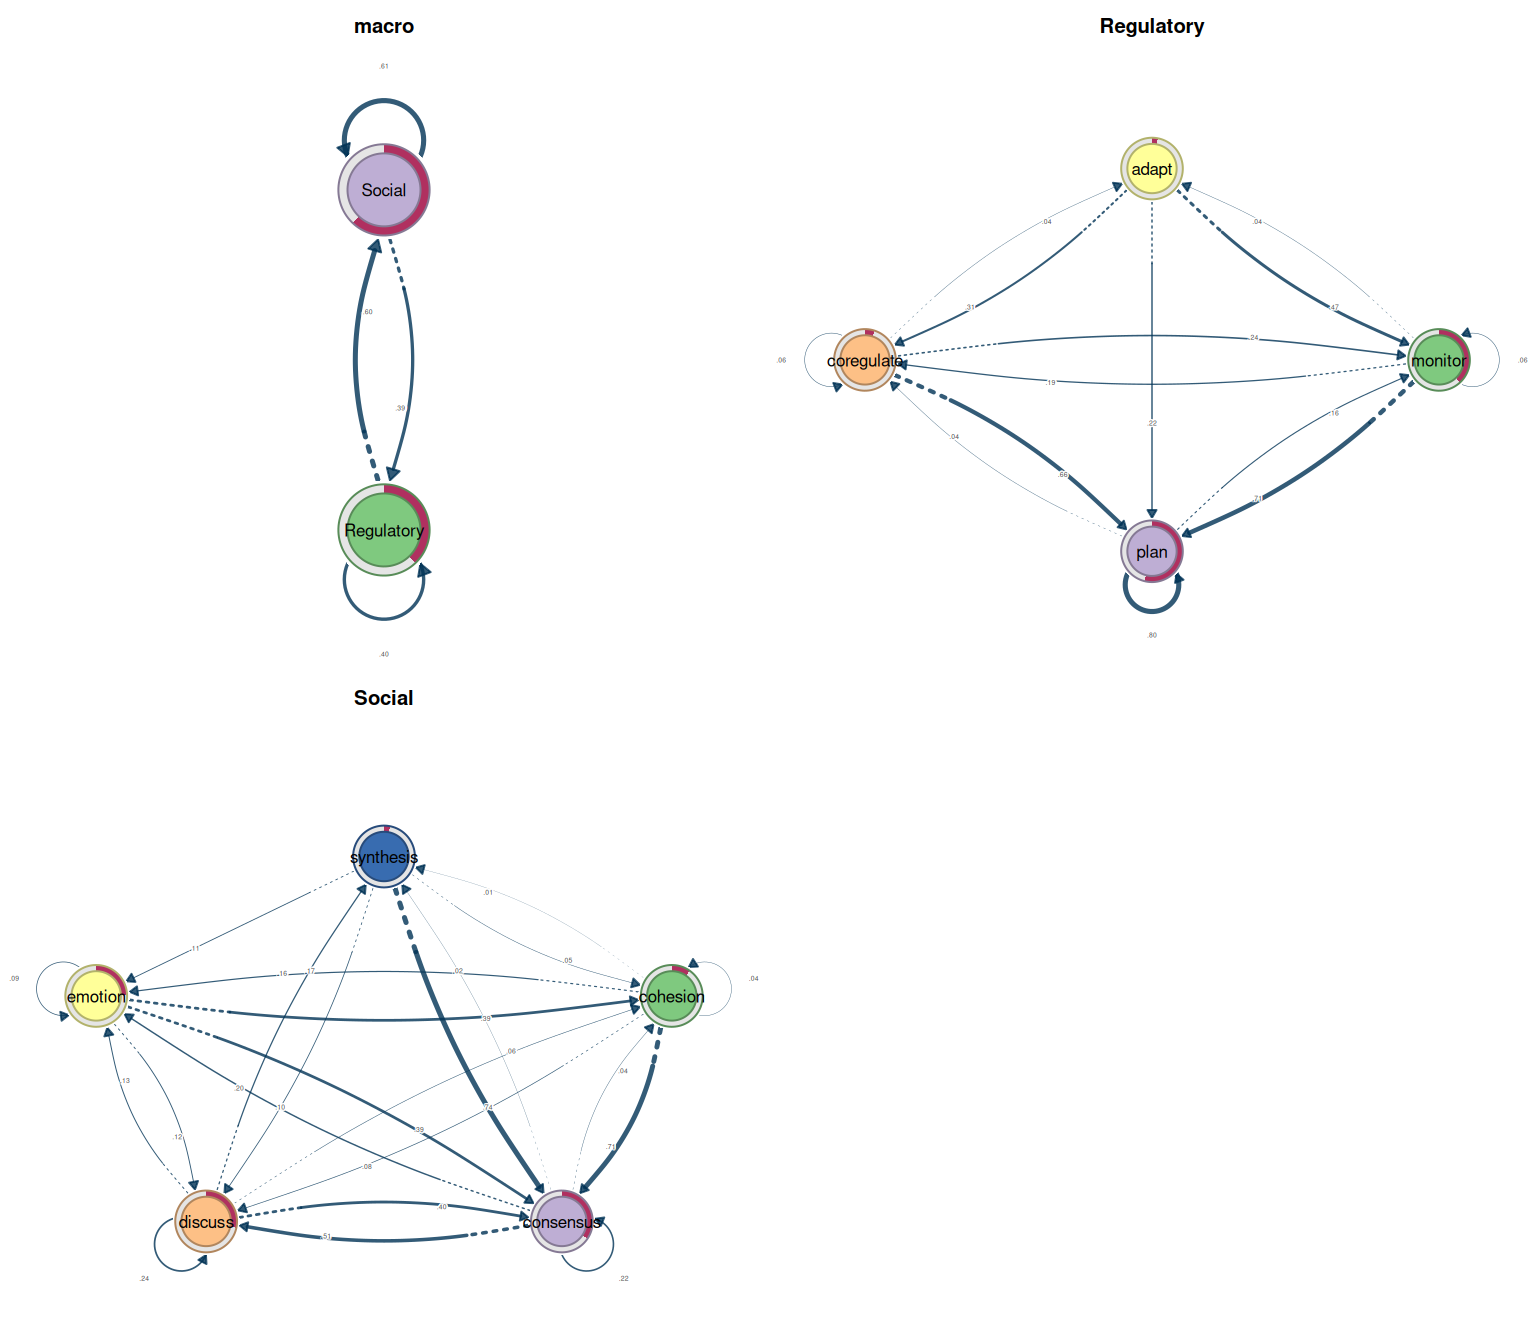 macro
.61
Social
.60
.39
Regulatory
.40
Regulatory
adapt
.04
.04
.31
.47
coregulate
.24
monitor
.06
.06
.19
.22
.16
.04
.66
.71
plan
.80
Social
synthesis
.01
.11
.05
.16
.17
.02
.09
emotion
cohesion
.04
.39
.06
.13
.20
.04
.10
.74
.12
.39
.71
.08
.40
discuss
consensus
.51
.24
.22